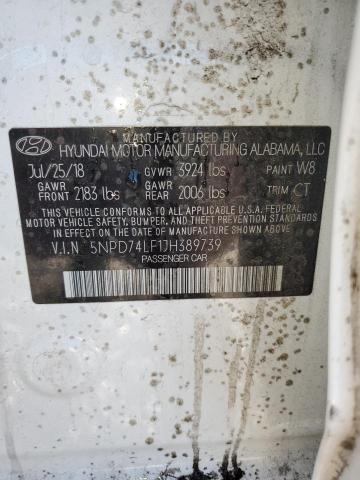 MANUFACTURED BY
HYUNDAI MOTOR MANUFACTURING ALABAMA, LLC
Jul/25/18 GVWR 3924 lbs PAINT W8
GAWR FRONT 2183 lbs GAWR REAR 2006 lbs TRIM CT
THIS VEHICLE CONFORMS TO ALL APPLICABLE U.S.A. FEDERAL
MOTOR VEHICLE SAFETY, BUMPER, AND THEFT PREVENTION STANDARDS
IN EFFECT ON THE DATE OF MANUFACTURE SHOWN ABOVE.
V.I.N 5NPD74LF1JH389739
PASSENGER CAR